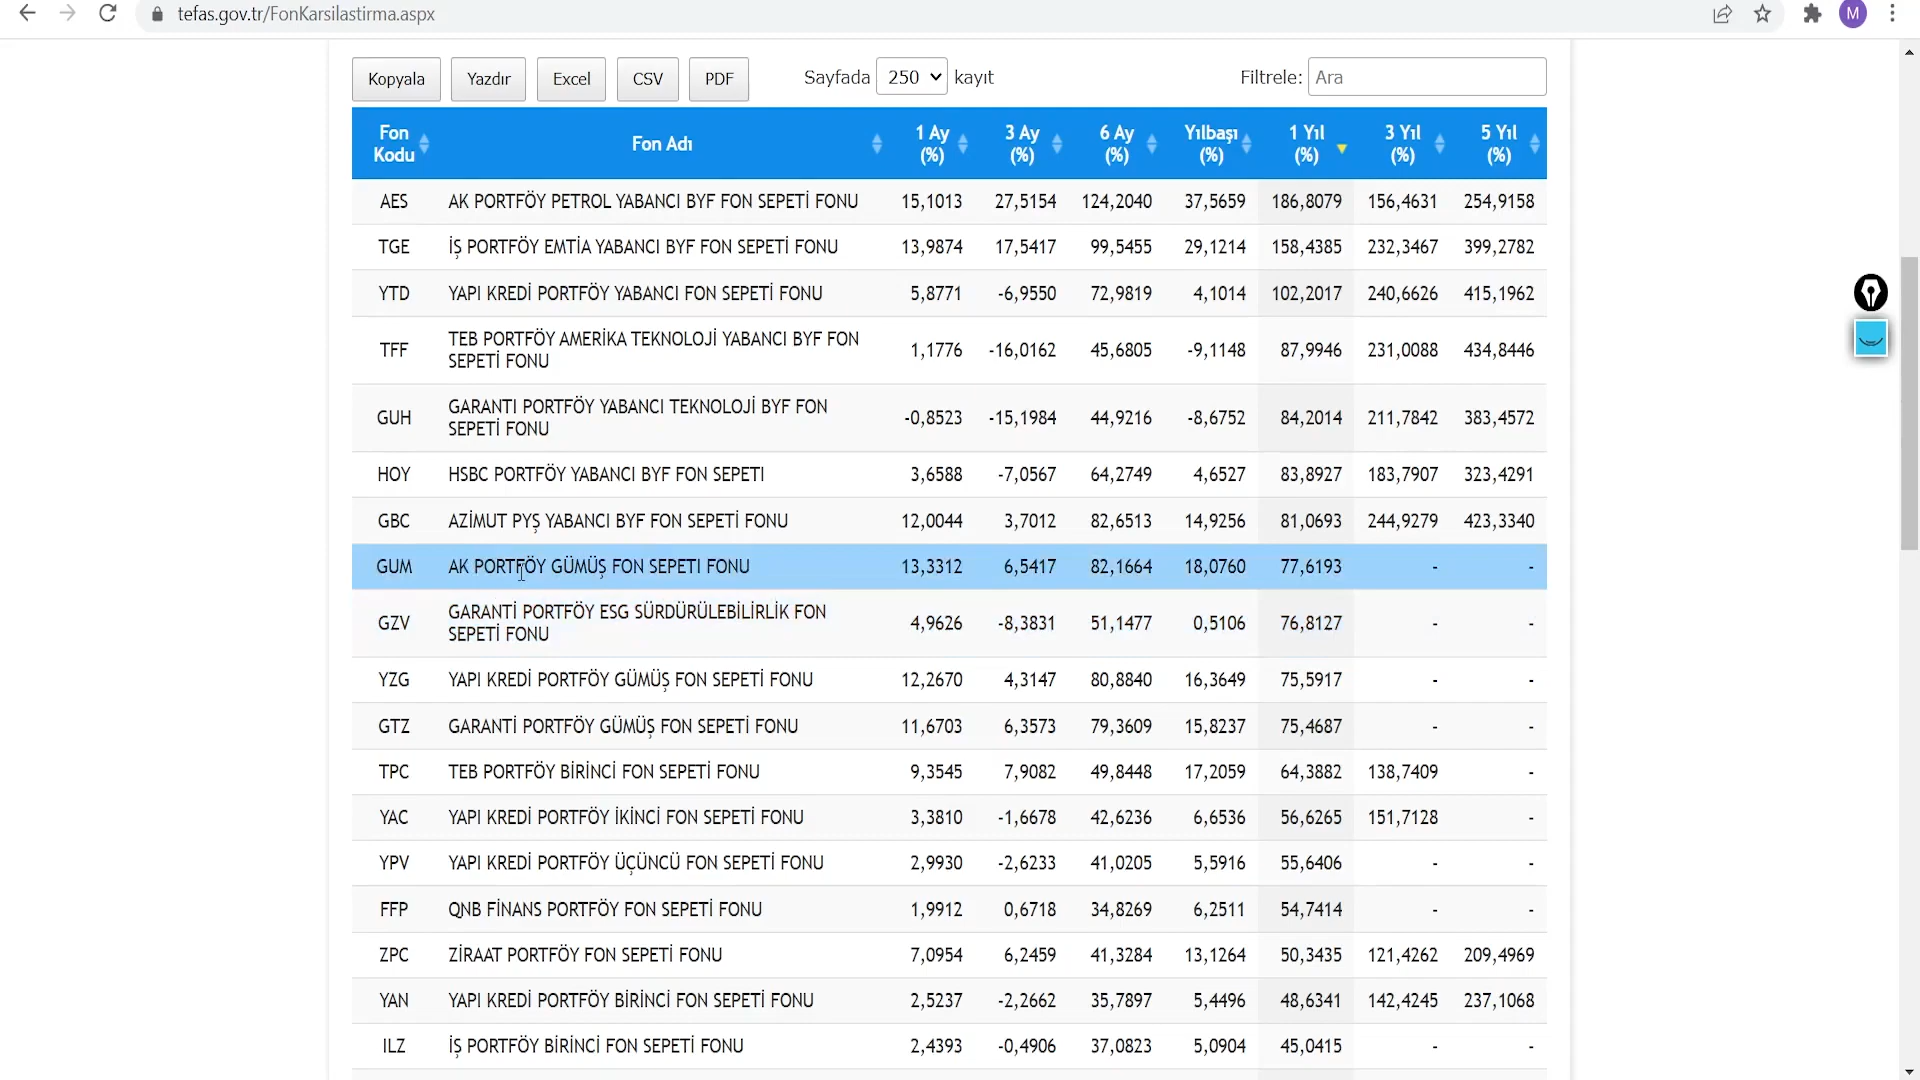 tefas.gov.tr/FonKarsilastirma.aspx
M
Kopyala Yazdır Excel CSV PDF Sayfada 250 kayıt Filtrele: Ara
Fon Kodu Fon Adı 1 Ay (%) 3 Ay (%) 6 Ay (%) Yılbaşı (%) 1 Yıl (%) 3 Yıl (%) 5 Yıl (%)
AES AK PORTFÖY PETROL YABANCI BYF FON SEPETİ FONU 15,1013 27,5154 124,2040 37,5659 186,8079 156,4631 254,9158
TGE İŞ PORTFÖY EMTİA YABANCI BYF FON SEPETİ FONU 13,9874 17,5417 99,5455 29,1214 158,4385 232,3467 399,2782
YTD YAPI KREDİ PORTFÖY YABANCI FON SEPETİ FONU 5,8771 -6,9550 72,9819 4,1014 102,2017 240,6626 415,1962
TFF TEB PORTFÖY AMERİKA TEKNOLOJİ YABANCI BYF FON SEPETİ FONU 1,1776 -16,0162 45,6805 -9,1148 87,9946 231,0088 434,8446
GUH GARANTI PORTFÖY YABANCI TEKNOLOJİ BYF FON SEPETİ FONU -0,8523 -15,1984 44,9216 -8,6752 84,2014 211,7842 383,4572
HOY HSBC PORTFÖY YABANCI BYF FON SEPETI 3,6588 -7,0567 64,2749 4,6527 83,8927 183,7907 323,4291
GBC AZİMUT PYŞ YABANCI BYF FON SEPETİ FONU 12,0044 3,7012 82,6513 14,9256 81,0693 244,9279 423,3340
GUM AK PORTFÖY GÜMÜŞ FON SEPETI FONU 13,3312 6,5417 82,1664 18,0760 77,6193 - -
GZV GARANTİ PORTFÖY ESG SÜRDÜRÜLEBİLİRLİK FON SEPETİ FONU 4,9626 -8,3831 51,1477 0,5106 76,8127 - -
YZG YAPI KREDİ PORTFÖY GÜMÜŞ FON SEPETİ FONU 12,2670 4,3147 80,8840 16,3649 75,5917 - -
GTZ GARANTİ PORTFÖY GÜMÜŞ FON SEPETİ FONU 11,6703 6,3573 79,3609 15,8237 75,4687 - -
TPC TEB PORTFÖY BİRİNCİ FON SEPETİ FONU 9,3545 7,9082 49,8448 17,2059 64,3882 138,7409 -
YAC YAPI KREDİ PORTFÖY İKİNCİ FON SEPETİ FONU 3,3810 -1,6678 42,6236 6,6536 56,6265 151,7128 -
YPV YAPI KREDİ PORTFÖY ÜÇÜNCÜ FON SEPETİ FONU 2,9930 -2,6233 41,0205 5,5916 55,6406 - -
FFP QNB FİNANS PORTFÖY FON SEPETİ FONU 1,9912 0,6718 34,8269 6,2511 54,7414 - -
ZPC ZİRAAT PORTFÖY FON SEPETİ FONU 7,0954 6,2459 41,3284 13,1264 50,3435 121,4262 209,4969
YAN YAPI KREDİ PORTFÖY BİRİNCİ FON SEPETİ FONU 2,5237 -2,2662 35,7897 5,4496 48,6341 142,4245 237,1068
ILZ İŞ PORTFÖY BİRİNCİ FON SEPETİ FONU 2,4393 -0,4906 37,0823 5,0904 45,0415 - -